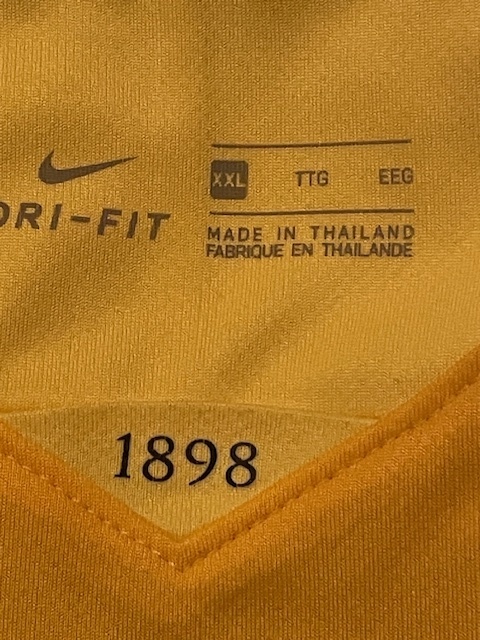 DRI-FIT
XXL TTG EEG
MADE IN THAILAND
FABRIQUE EN THAILANDE
1898